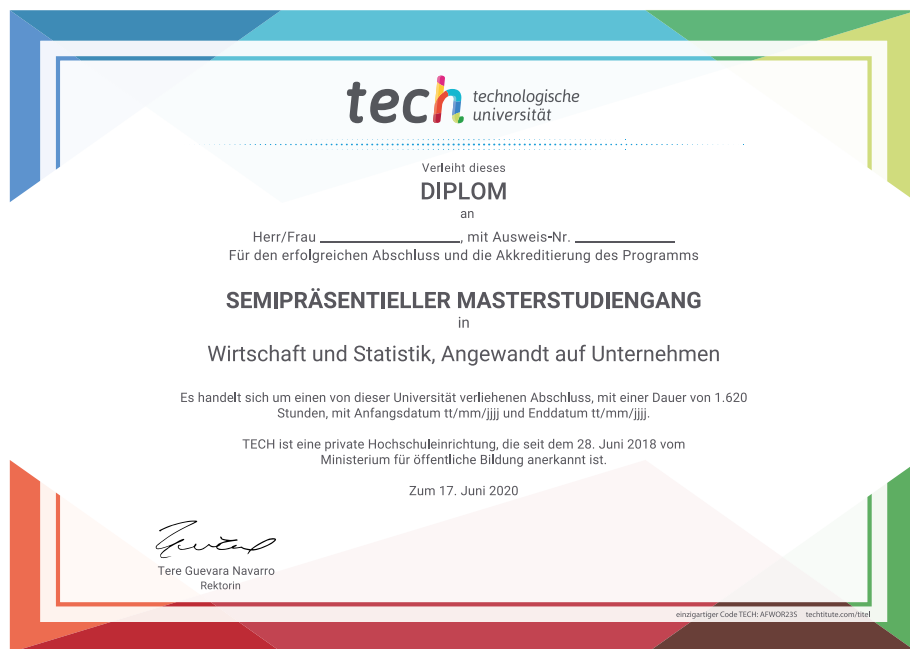 tech technologische
universität
Verleiht dieses
DIPLOM
an
Herr/Frau ____________________, mit Ausweis-Nr. ______________
Für den erfolgreichen Abschluss und die Akkreditierung des Programms
SEMIPRÄSENTIELLER MASTERSTUDIENGANG
in
Wirtschaft und Statistik, Angewandt auf Unternehmen
Es handelt sich um einen von dieser Universität verliehenen Abschluss, mit einer Dauer von 1.620
Stunden, mit Anfangsdatum tt/mm/jjjj und Enddatum tt/mm/jjjj.
TECH ist eine private Hochschuleinrichtung, die seit dem 28. Juni 2018 vom
Ministerium für öffentliche Bildung anerkannt ist.
Zum 17. Juni 2020
Tere Guevara Navarro
Rektorin
einzigartiger Code TECH: AFWOR23S techtitute.com/titel